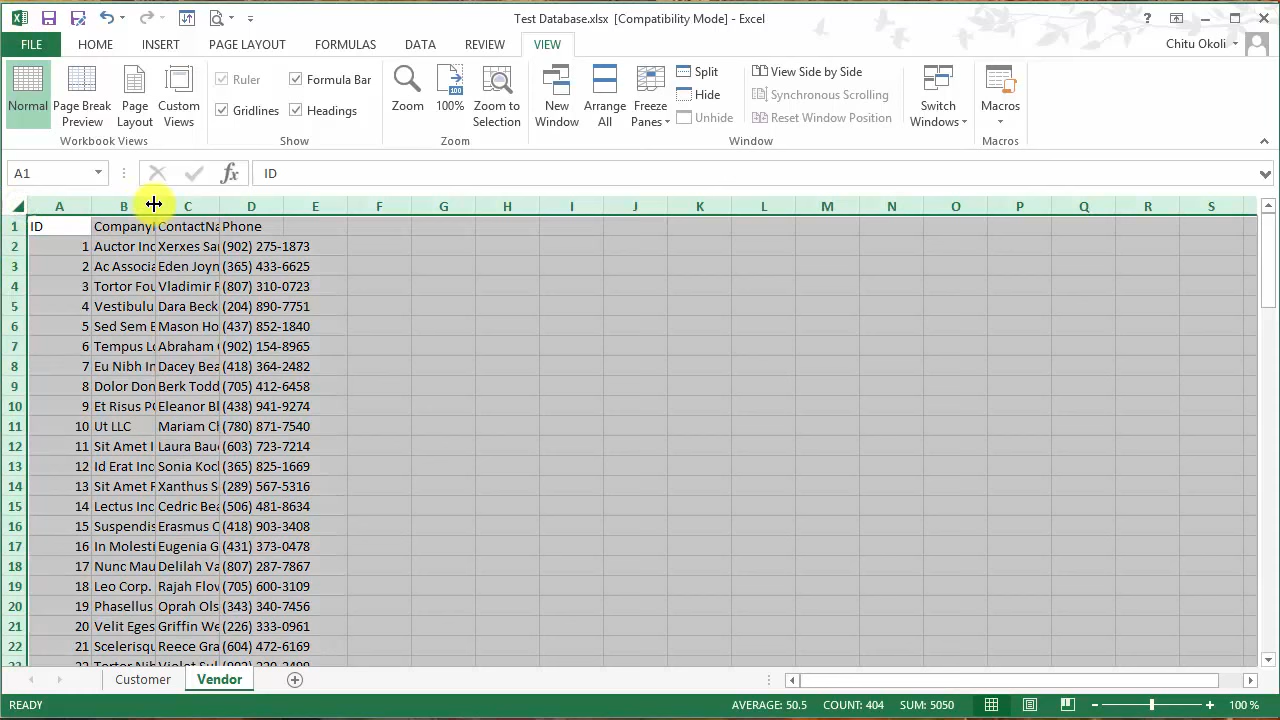 Test Database.xlsx [Compatibility Mode] - Excel
FILE HOME INSERT PAGE LAYOUT FORMULAS DATA REVIEW VIEW Chitu Okoli
Normal Page Break Preview Page Layout Custom Views
Ruler Formula Bar
Gridlines Headings
Zoom 100% Zoom to Selection
New Window Arrange All Freeze Panes
Split
Hide
Unhide
View Side by Side
Synchronous Scrolling
Reset Window Position
Switch Windows Macros
Workbook Views Show Zoom Window Macros
A1 fx ID
A B C D E F G H I J K L M N O P Q R S
1 ID Company ContactNa Phone
2 1 Auctor Inc Xerxes Sar (902) 275-1873
3 2 Ac Associa Eden Joyn (365) 433-6625
4 3 Tortor Fou Vladimir F (807) 310-0723
5 4 Vestibulu Dara Beck (204) 890-7751
6 5 Sed Sem E Mason Ho (437) 852-1840
7 6 Tempus Lo Abraham (902) 154-8965
8 7 Eu Nibh In Dacey Bea (418) 364-2482
9 8 Dolor Don Berk Todd (705) 412-6458
10 9 Et Risus PC Eleanor Bl (438) 941-9274
11 10 Ut LLC Mariam Ch (780) 871-7540
12 11 Sit Amet I Laura Bau (603) 723-7214
13 12 Id Erat Inc Sonia Kocl (365) 825-1669
14 13 Sit Amet F Xanthus S (289) 567-5316
15 14 Lectus Inc Cedric Bea (506) 481-8634
16 15 Suspendis Erasmus C (418) 903-3408
17 16 In Molesti Eugenia G (431) 373-0478
18 17 Nunc Mau Delilah Va (807) 287-7867
19 18 Leo Corp. Rajah Flov (705) 600-3109
20 19 Phasellus Oprah Ols (343) 340-7456
21 20 Velit Eges Griffin We (226) 333-0961
22 21 Scelerisqu Reece Gra (604) 472-6169
Customer Vendor
READY AVERAGE: 50.5 COUNT: 404 SUM: 5050 100 %